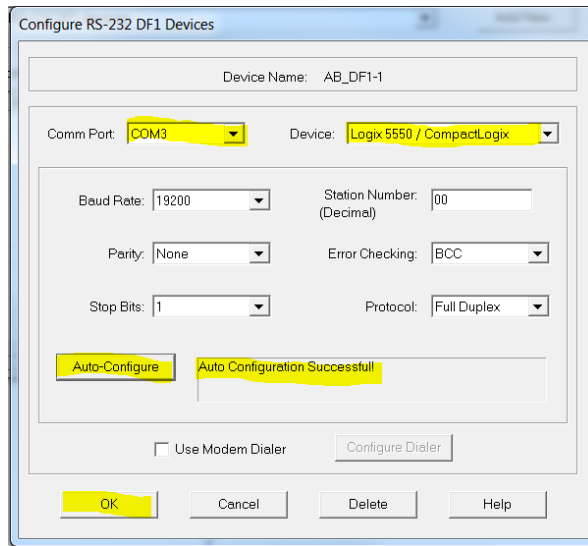 Configure RS-232 DF1 Devices
Device Name: AB_DF1-1
Comm Port: COM3 Device: Logix 5550 / CompactLogix
Baud Rate: 19200 Station Number: 00
(Decimal)
Parity: None Error Checking: BCC
Stop Bits: 1 Protocol: Full Duplex
Auto-Configure Auto Configuration Successful!
Use Modem Dialer Configure Dialer
OK Cancel Delete Help